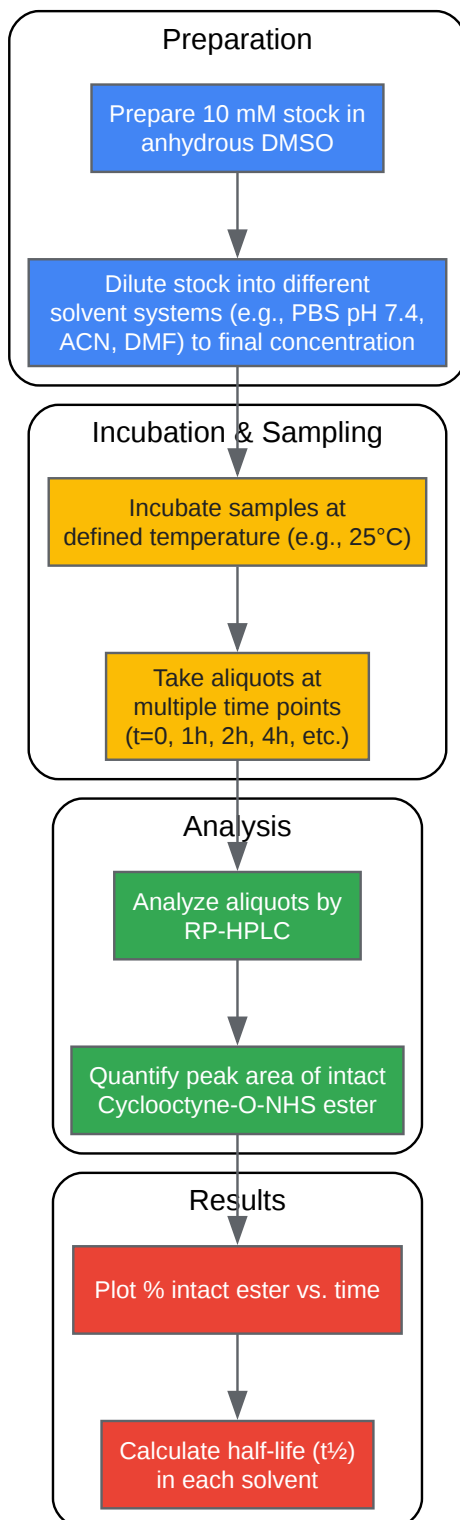 Preparation
Prepare 10 mM stock in
anhydrous DMSO
Dilute stock into different
solvent systems (e.g., PBS pH 7.4,
ACN, DMF) to final concentration
Incubation & Sampling
Incubate samples at
defined temperature (e.g., 25°C)
Take aliquots at
multiple time points
(t=0, 1h, 2h, 4h, etc.)
Analysis
Analyze aliquots by
RP-HPLC
Quantify peak area of intact
Cyclooctyne-O-NHS ester
Results
Plot % intact ester vs. time
Calculate half-life (t½)
in each solvent